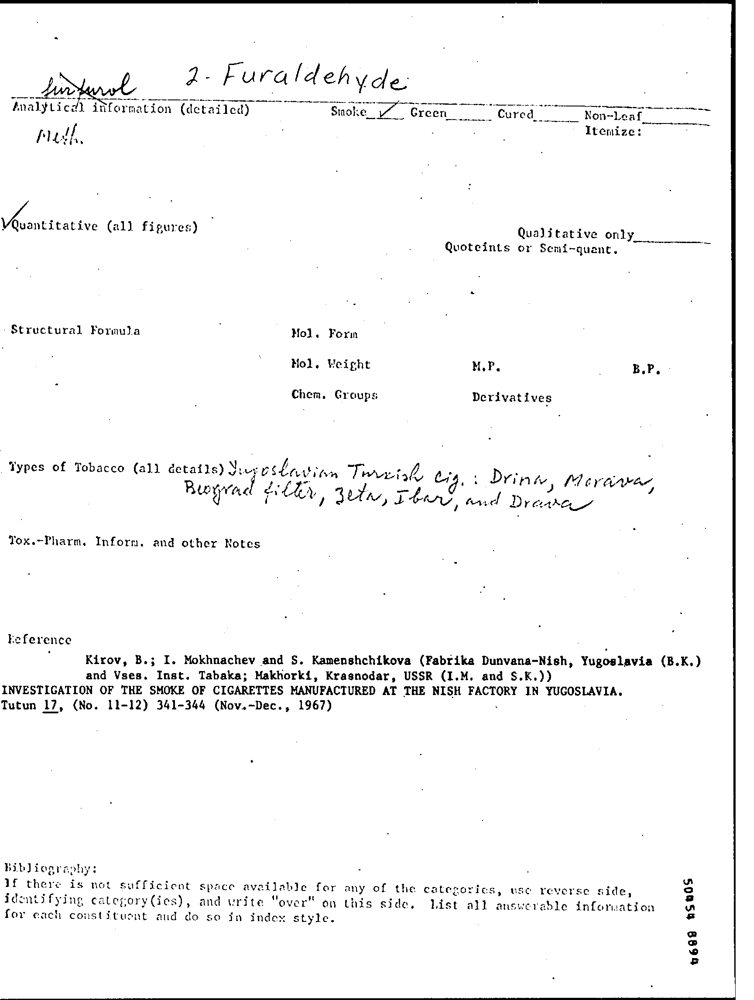 furfurol 2-Furaldehyde
Analytical information (detailed) Smoke ✓ Green Cured Non-Leaf
Meth. Itemize:
✓Quantitative (all figures)
Qualitative only
Quoteints or Semi-quant.
Structural Formula Mol. Form
Mol. Weight M.P. B.P.
Chem. Groups Derivatives
Types of Tobacco (all details) Yugoslavian Turkish cig.: Drina, Morava,
Beograd filter, Zeta, Ibar, and Drava
Tox.-Pharm. Inform. and other Notes
Reference
Kirov, B.; I. Mokhnachev and S. Kamenshchikova (Fabrika Dunvana-Nish, Yugoslavia (B.K.)
and Vses. Inst. Tabaka; Makhorki, Krasnodar, USSR (I.M. and S.K.))
INVESTIGATION OF THE SMOKE OF CIGARETTES MANUFACTURED AT THE NISH FACTORY IN YUGOSLAVIA.
Tutun 17, (No. 11-12) 341-344 (Nov.-Dec., 1967)
Bibliography:
If there is not sufficient space available for any of the categories, use reverse side,
identifying category(ies), and write "over" on this side. List all answerable information
for each constituent and do so in index style.
50854 8894